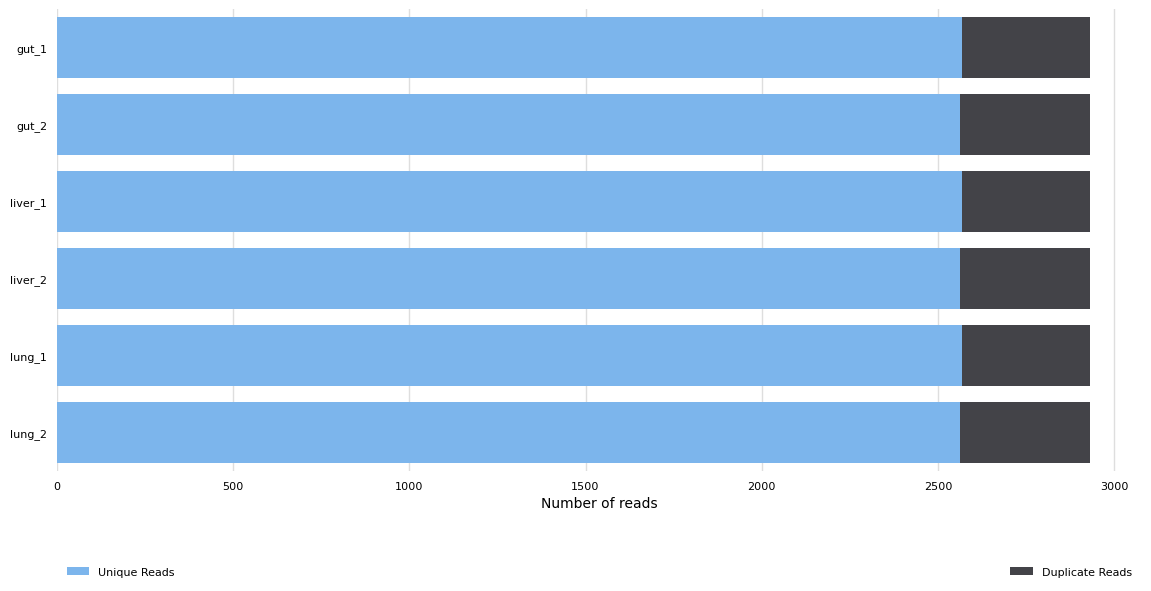 gut_1
gut_2
liver_1
liver_2
lung_1
lung_2
0 500 1000 1500 2000 2500 3000
Number of reads
Unique Reads Duplicate Reads